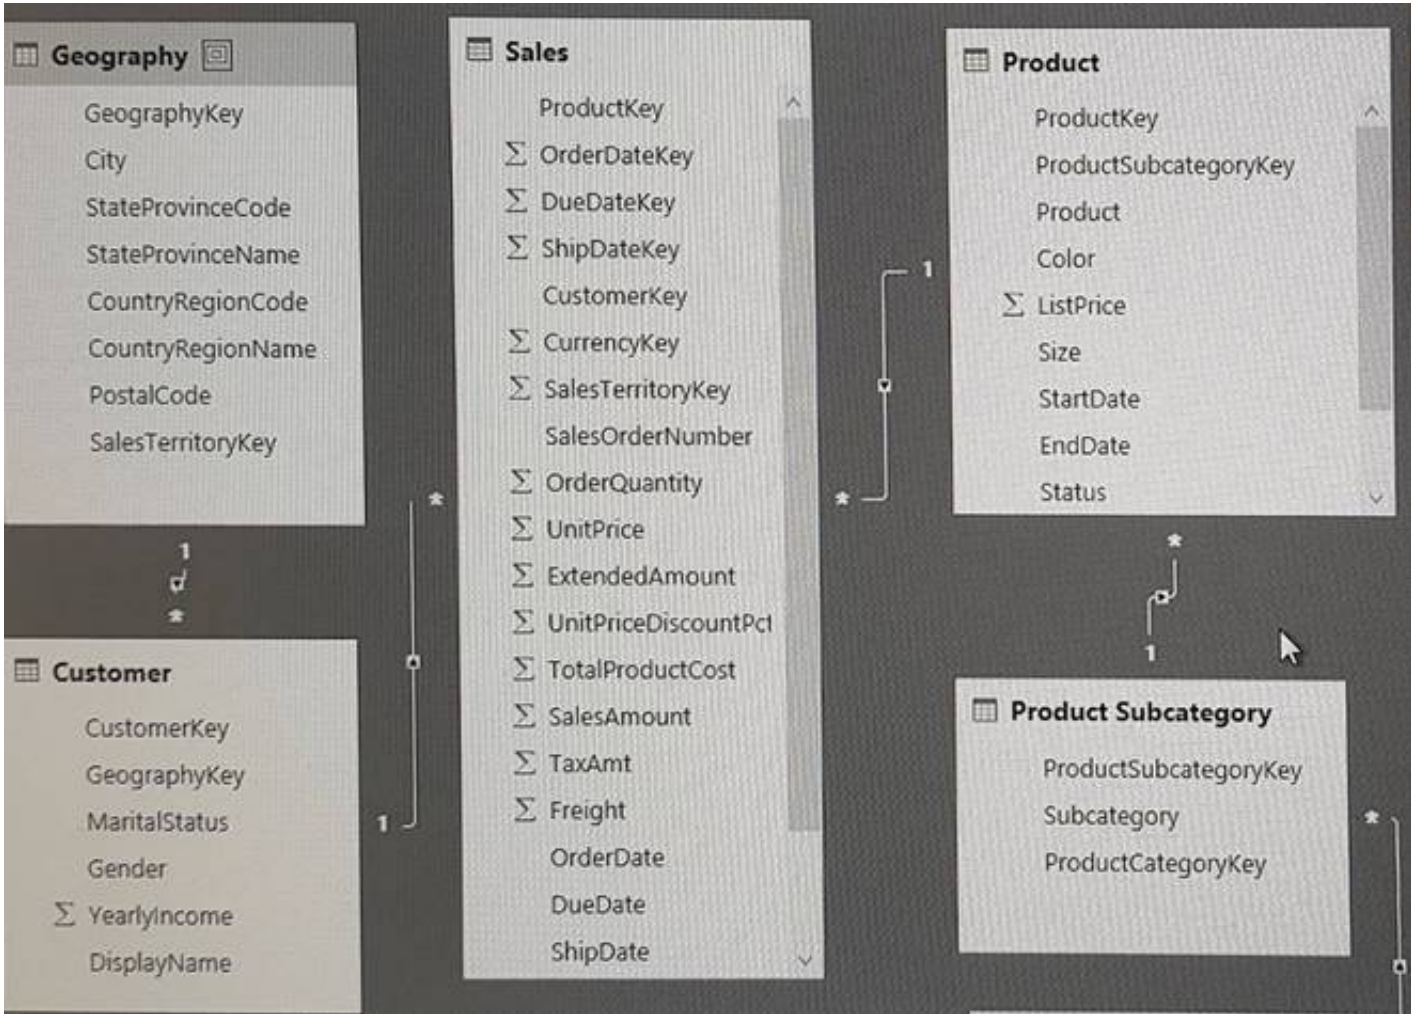 Geography
GeographyKey
City
StateProvinceCode
StateProvinceName
CountryRegionCode
CountryRegionName
PostalCode
SalesTerritoryKey
1
*
Customer
CustomerKey
GeographyKey
MaritalStatus
Gender
Σ YearlyIncome
DisplayName
*
1
Sales
ProductKey
Σ OrderDateKey
Σ DueDateKey
Σ ShipDateKey
CustomerKey
Σ CurrencyKey
Σ SalesTerritoryKey
SalesOrderNumber
Σ OrderQuantity
Σ UnitPrice
Σ ExtendedAmount
Σ UnitPriceDiscountPct
Σ TotalProductCost
Σ SalesAmount
Σ TaxAmt
Σ Freight
OrderDate
DueDate
ShipDate
1
*
Product
ProductKey
ProductSubcategoryKey
Product
Color
Σ ListPrice
Size
StartDate
EndDate
Status
*
1
Product Subcategory
ProductSubcategoryKey
Subcategory
ProductCategoryKey
*